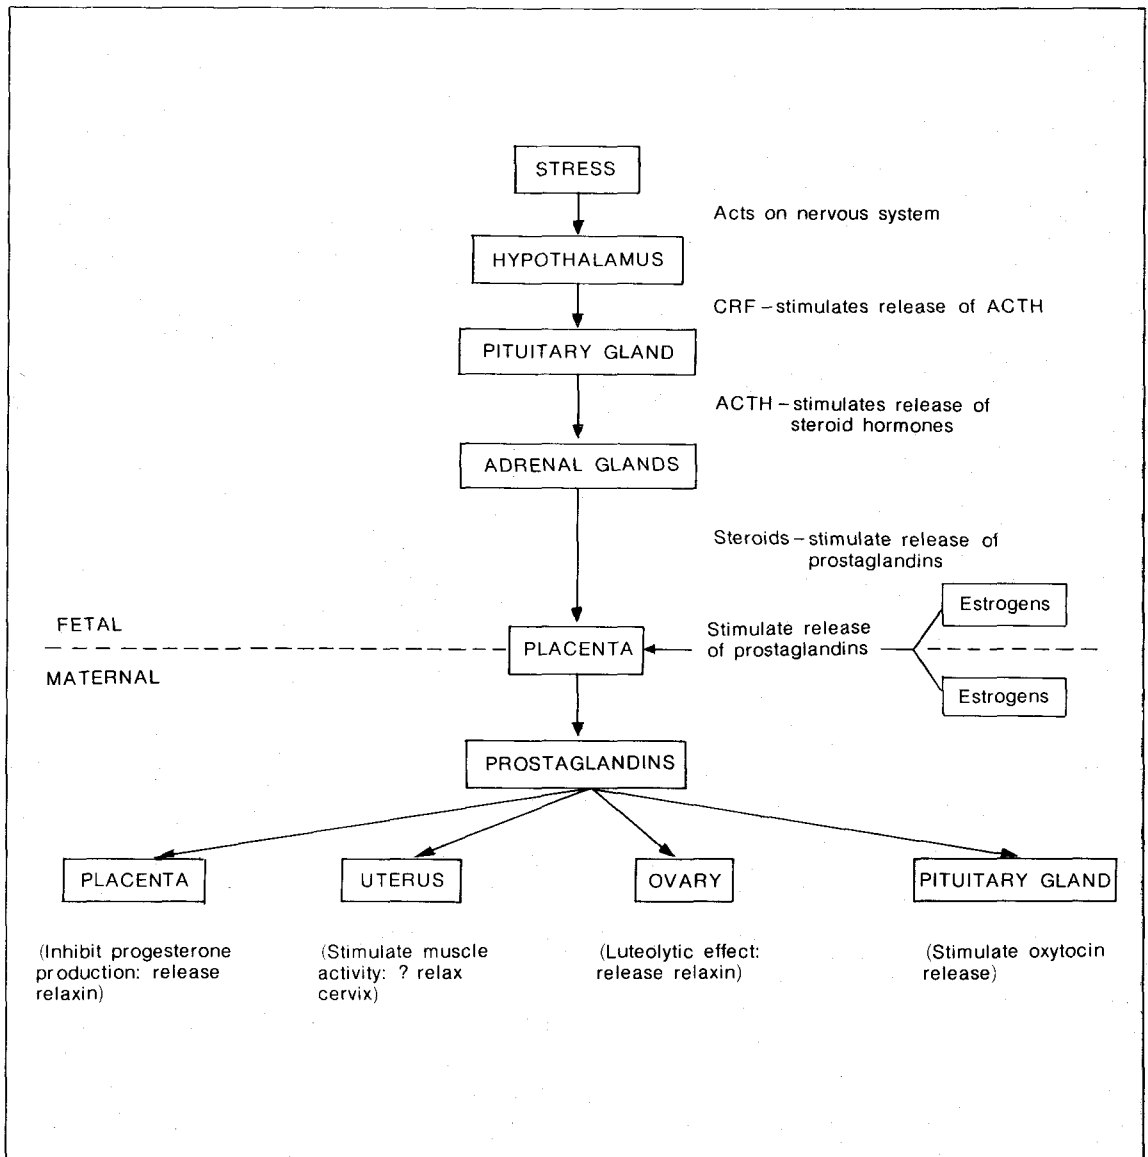 STRESS
Acts on nervous system
HYPOTHALAMUS
CRF–stimulates release of ACTH
PITUITARY GLAND
ACTH–stimulates release of
steroid hormones
ADRENAL GLANDS
Steroids–stimulate release of
prostaglandins
Estrogens
FETAL
Stimulate release
of prostaglandins
PLACENTA
MATERNAL
Estrogens
PROSTAGLANDINS
PLACENTA
UTERUS
OVARY
PITUITARY GLAND
(Inhibit progesterone
production: release
relaxin)
(Stimulate muscle
activity: ? relax
cervix)
(Luteolytic effect:
release relaxin)
(Stimulate oxytocin
release)